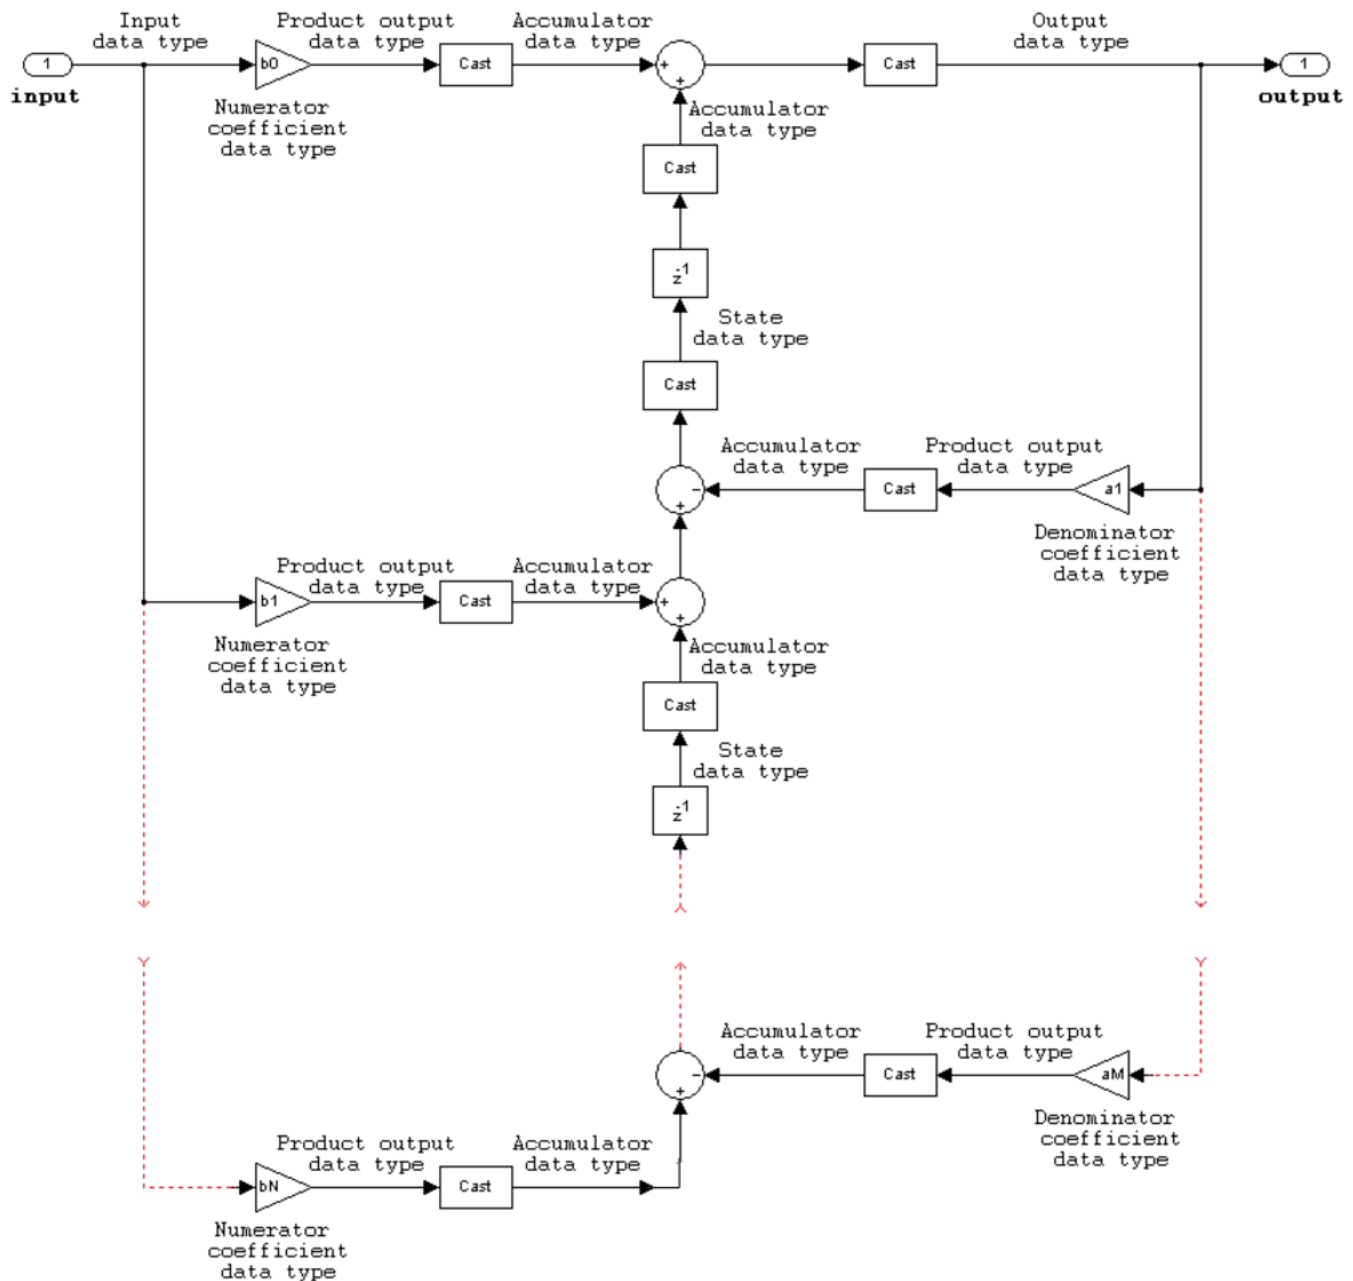 Input
data type
Product output
data type
Accumulator
data type
Output
data type
1
b0
Cast
+
+
Cast
1
input
output
Numerator
coefficient
data type
Accumulator
data type
Cast
z-1
State
data type
Cast
Accumulator
data type
Product output
data type
-
+
Cast
a1
Denominator
coefficient
data type
Product output
data type
Accumulator
data type
b1
Cast
+
+
Numerator
coefficient
data type
Accumulator
data type
Cast
State
data type
z-1
Accumulator
data type
Product output
data type
-
+
Cast
aM
Denominator
coefficient
data type
Product output
data type
Accumulator
data type
bN
Cast
Numerator
coefficient
data type